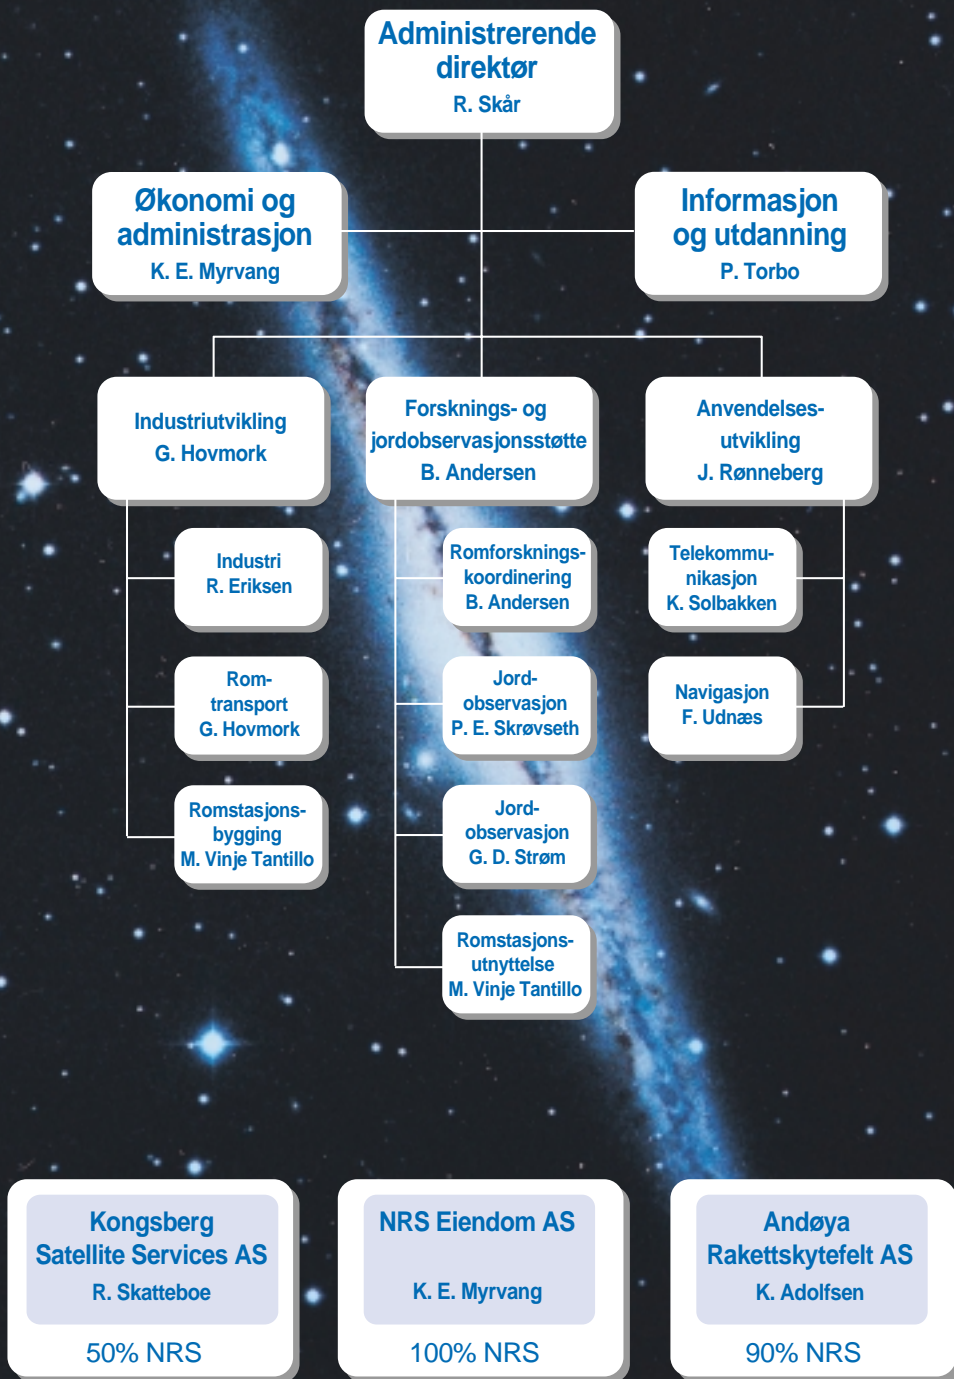 Administrerende
direktør
R. Skår
Økonomi og
administrasjon
K. E. Myrvang
Informasjon
og utdanning
P. Torbo
Industriutvikling
G. Hovmork
Forsknings- og
jordobservasjonsstøtte
B. Andersen
Anvendelses-
utvikling
J. Rønneberg
Industri
R. Eriksen
Rom-
transport
G. Hovmork
Romstasjons-
bygging
M. Vinje Tantillo
Romforsknings-
koordinering
B. Andersen
Jord-
observasjon
P. E. Skrøvseth
Jord-
observasjon
G. D. Strøm
Romstasjons-
utnyttelse
M. Vinje Tantillo
Telekommu-
nikasjon
K. Solbakken
Navigasjon
F. Udnæs
Kongsberg
Satellite Services AS
R. Skatteboe
50% NRS
NRS Eiendom AS
K. E. Myrvang
100% NRS
Andøya
Rakettskytefelt AS
K. Adolfsen
90% NRS